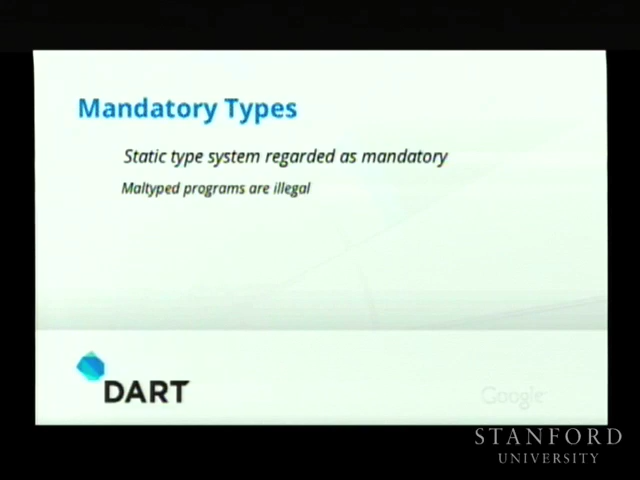 Mandatory Types
Static type system regarded as mandatory
Maltyped programs are illegal
DART
Google
STANFORD
UNIVERSITY